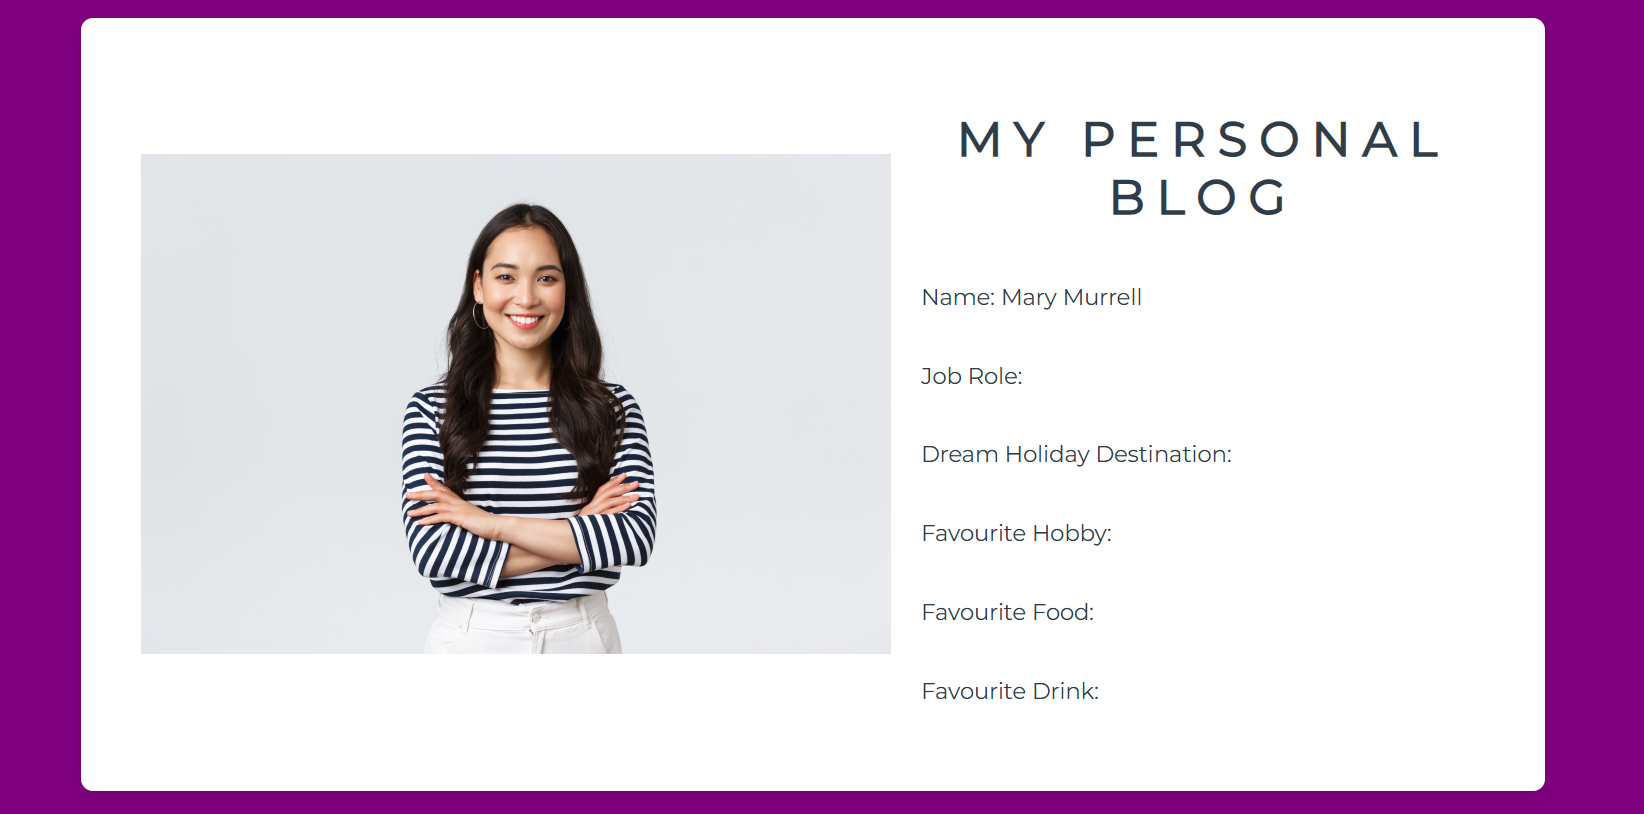 MY PERSONAL
BLOG
Name: Mary Murrell
Job Role:
Dream Holiday Destination:
Favourite Hobby:
Favourite Food:
Favourite Drink: